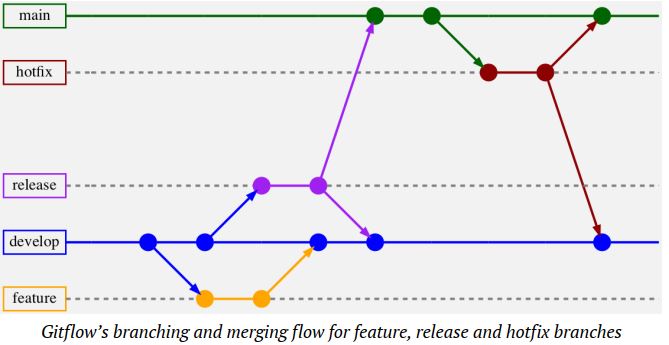 main
hotfix
release
develop
feature
Gitflow's branching and merging flow for feature, release and hotfix branches